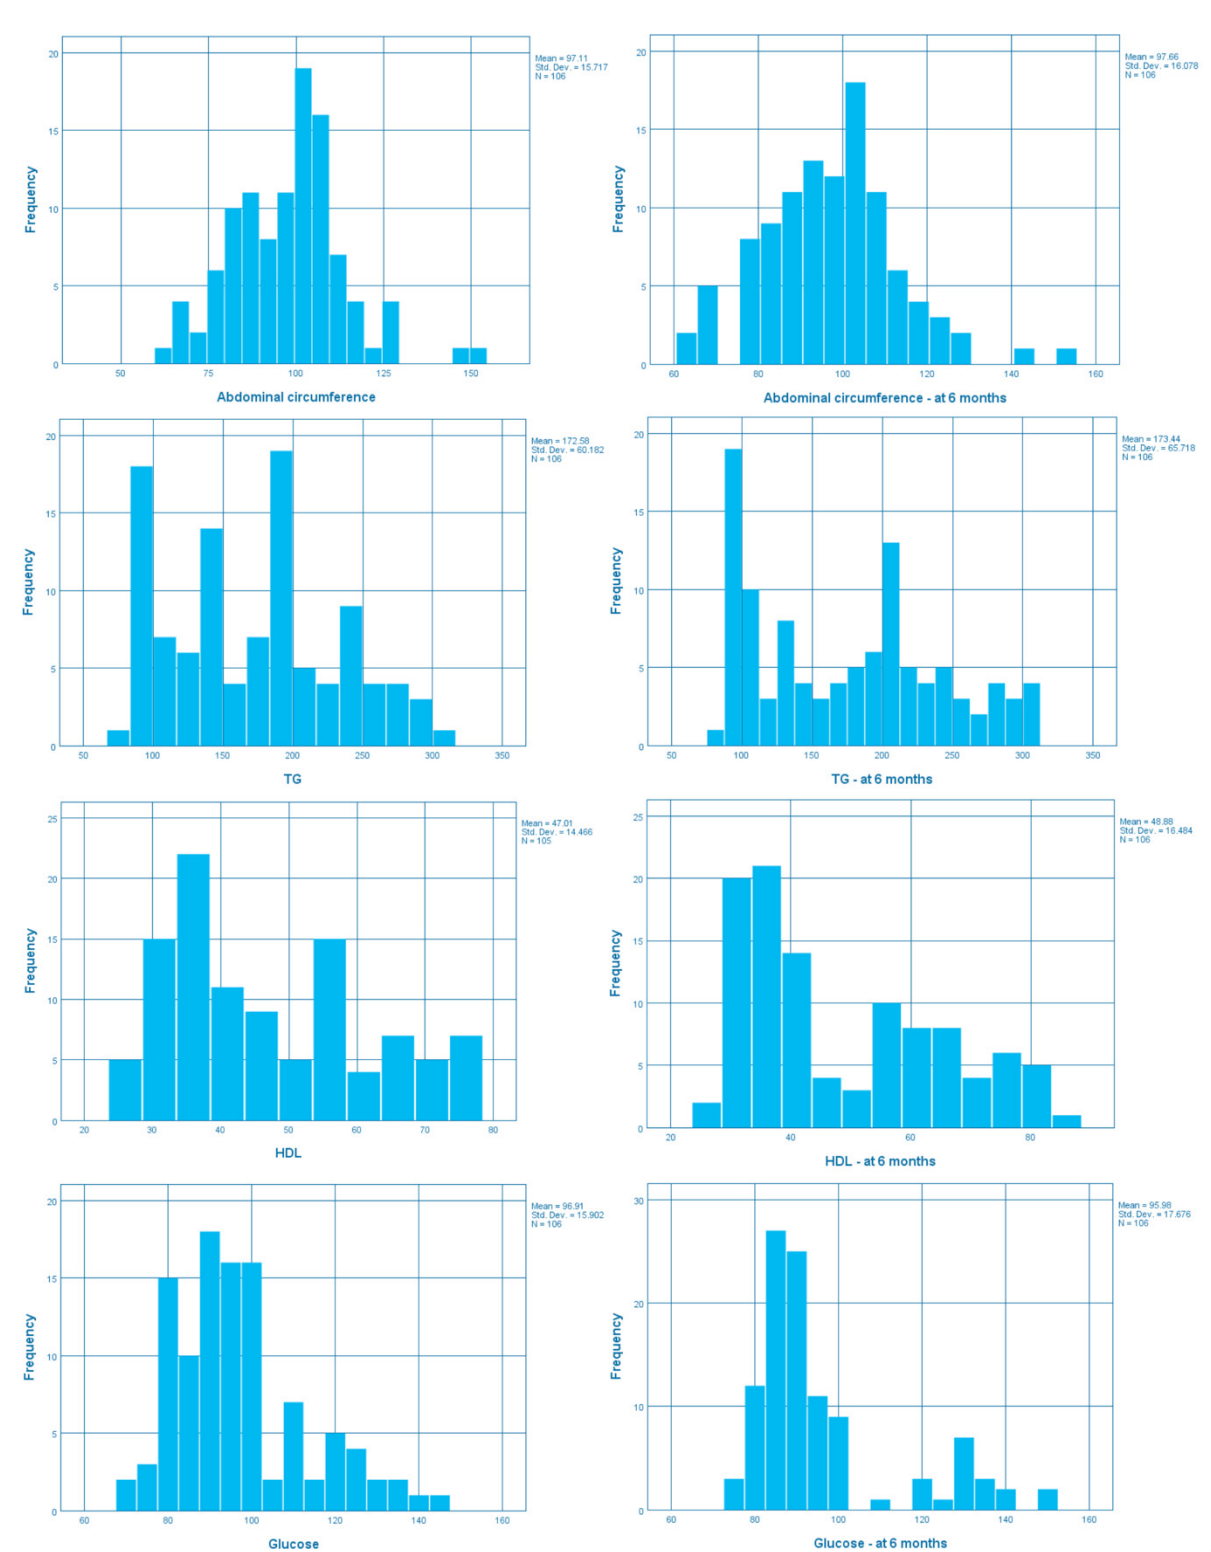 Mean = 97.11
Std. Dev. = 15.717
N = 106
20
15
10
5
0
Frequency
50 75 100 125 150
Abdominal circumference
Mean = 97.66
Std. Dev. = 16.078
N = 106
20
15
10
5
0
Frequency
60 80 100 120 140 160
Abdominal circumference - at 6 months
Mean = 172.58
Std. Dev. = 60.182
N = 106
20
15
10
5
0
Frequency
50 100 150 200 250 300 350
TG
Mean = 173.44
Std. Dev. = 65.718
N = 106
20
15
10
5
0
Frequency
50 100 150 200 250 300 350
TG - at 6 months
Mean = 47.01
Std. Dev. = 14.466
N = 105
25
20
15
10
5
0
Frequency
20 30 40 50 60 70 80
HDL
Mean = 48.88
Std. Dev. = 16.484
N = 106
25
20
15
10
5
0
Frequency
20 40 60 80
HDL - at 6 months
Mean = 96.91
Std. Dev. = 15.902
N = 106
20
15
10
5
0
Frequency
60 80 100 120 140 160
Glucose
Mean = 95.98
Std. Dev. = 17.676
N = 106
30
20
10
0
Frequency
60 80 100 120 140 160
Glucose - at 6 months